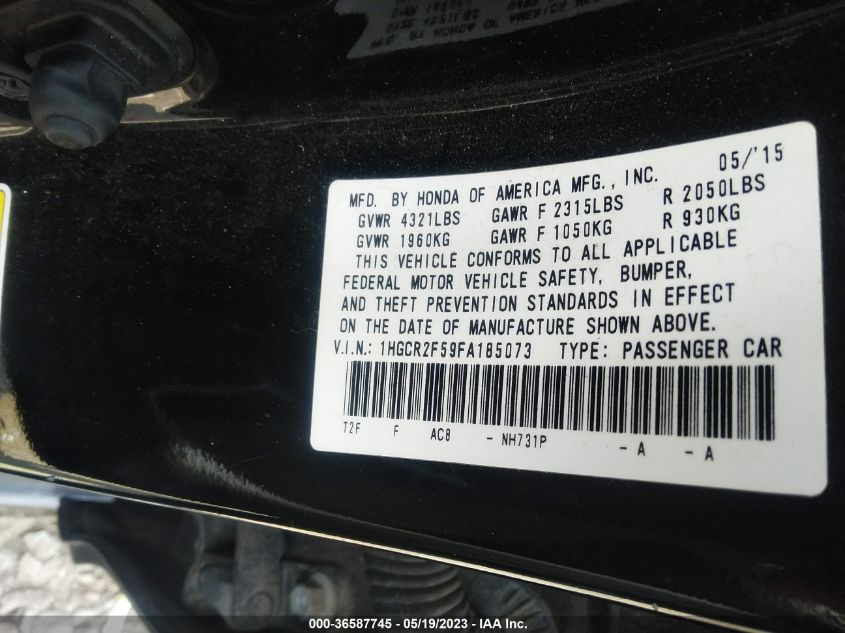 05/'15
MFD. BY HONDA OF AMERICA MFG., INC.
GVWR 4321LBS GAWR F 2315LBS R 2050LBS
GVWR 1960KG GAWR F 1050KG R 930KG
THIS VEHICLE CONFORMS TO ALL APPLICABLE
FEDERAL MOTOR VEHICLE SAFETY, BUMPER,
AND THEFT PREVENTION STANDARDS IN EFFECT
ON THE DATE OF MANUFACTURE SHOWN ABOVE.
V.I.N.: 1HGCR2F59FA185073 TYPE: PASSENGER CAR
T2F F AC8 - NH731P - A - A
000-36587745 - 05/19/2023 - IAA Inc.